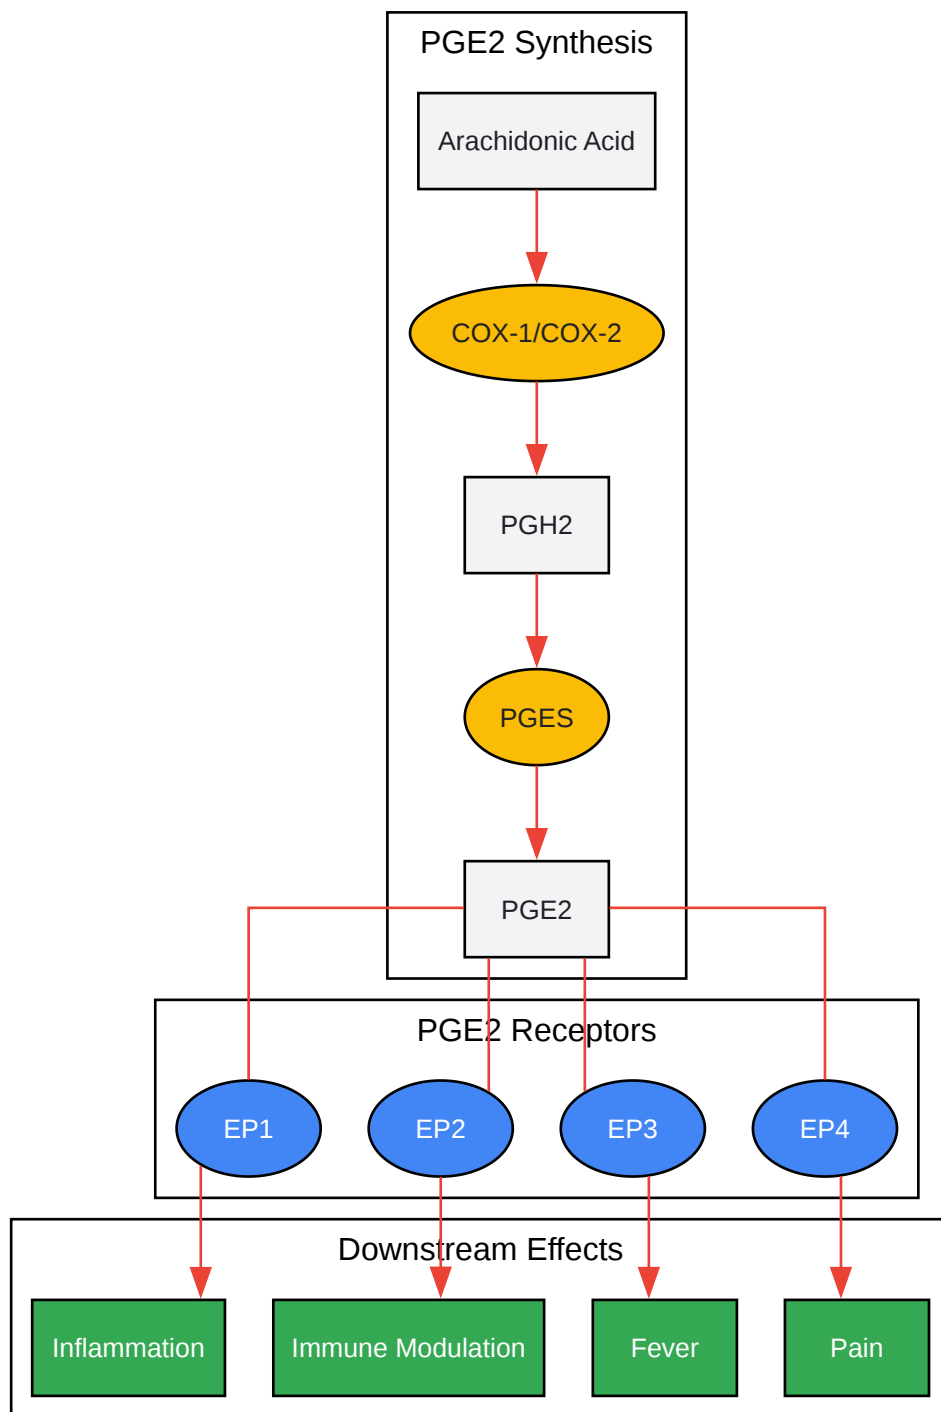 PGE2 Synthesis
Arachidonic Acid
COX-1/COX-2
PGH2
PGES
PGE2
PGE2 Receptors
EP1
EP2
EP3
EP4
Downstream Effects
Inflammation
Immune Modulation
Fever
Pain